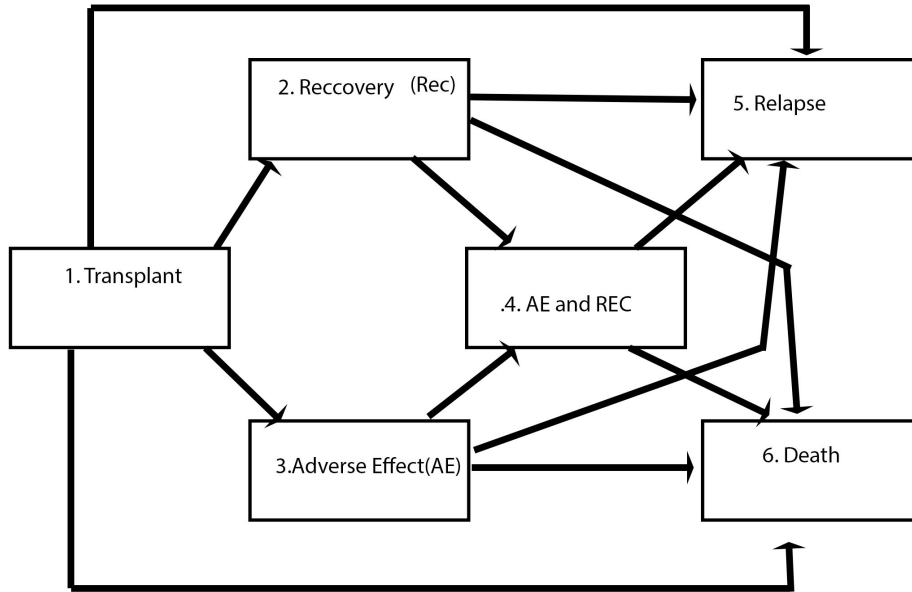 2. Reccovery (Rec)
5. Relapse
1. Transplant
.4. AE and REC
3.Adverse Effect(AE)
6. Death